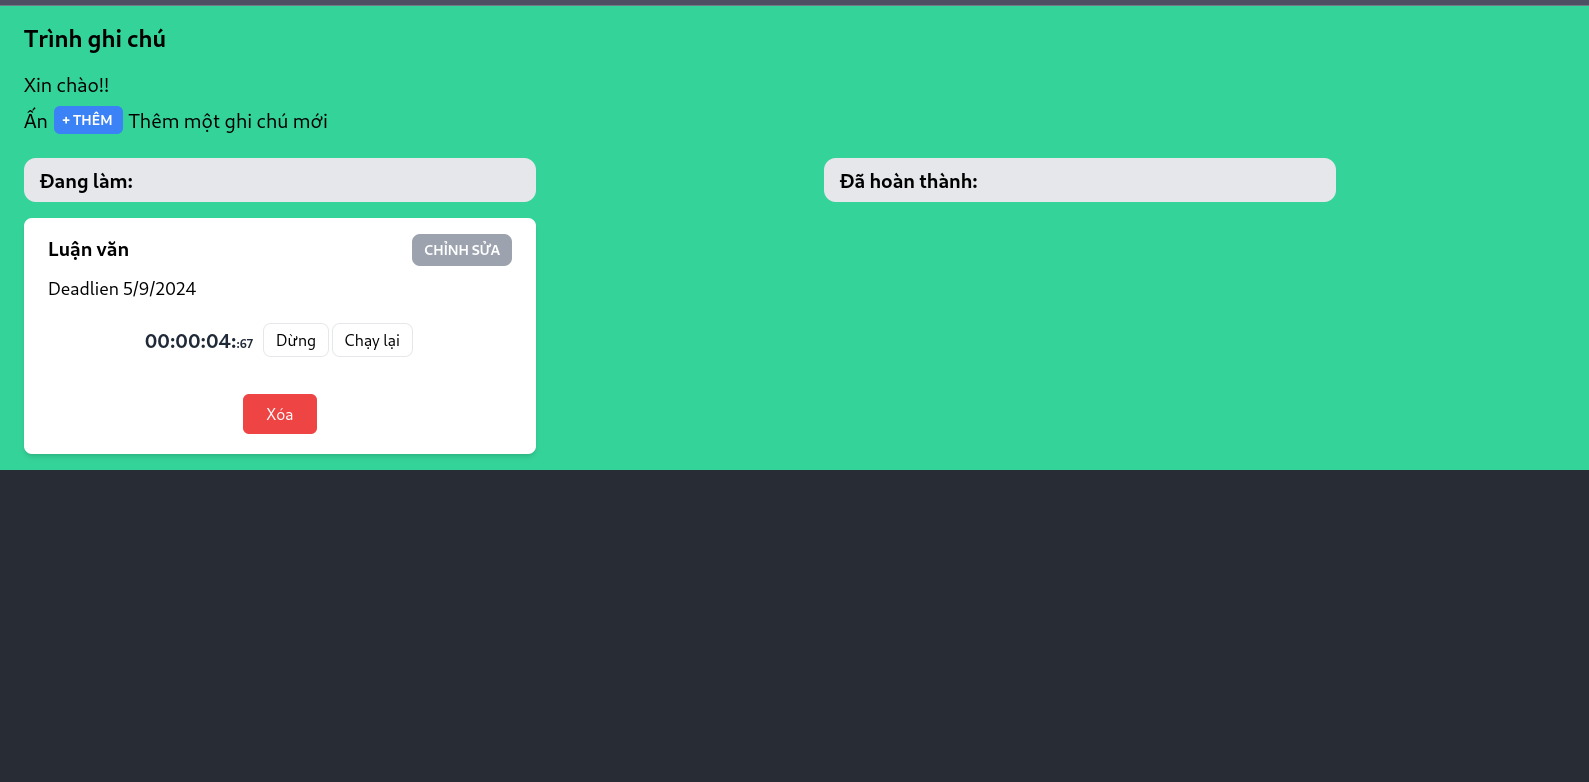 Trình ghi chú
Xin chào!!
Ấn + THÊM Thêm một ghi chú mới
Đang làm:
Đã hoàn thành:
Luận văn
CHỈNH SỬA
Deadlien 5/9/2024
00:00:04::67 Dừng Chạy lại
Xóa